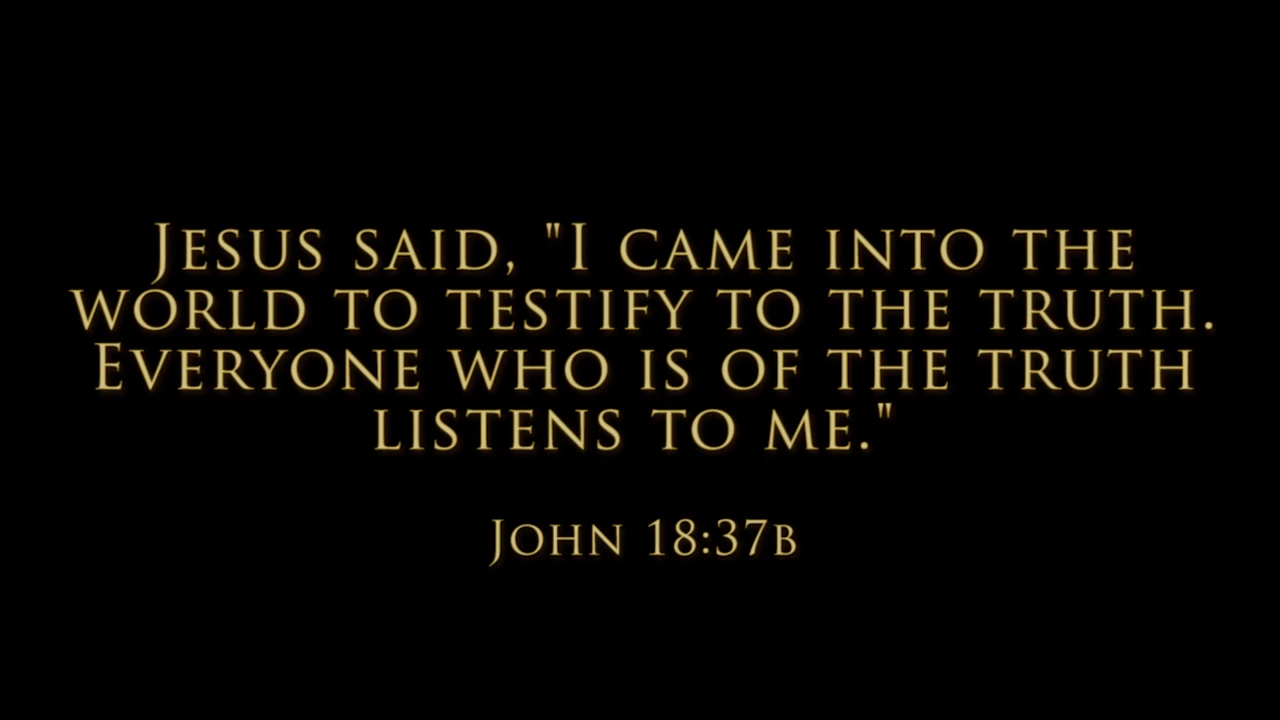 Jesus said, "I came into the
world to testify to the truth.
Everyone who is of the truth
listens to me."
John 18:37b